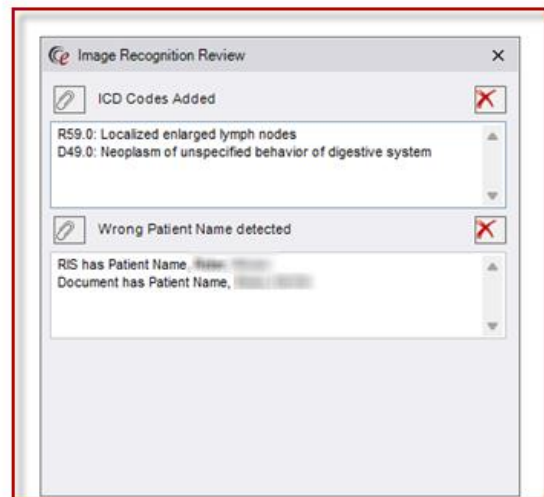 Image Recognition Review
ICD Codes Added
R59.0: Localized enlarged lymph nodes
D49.0: Neoplasm of unspecified behavior of digestive system
Wrong Patient Name detected
RIS has Patient Name,
Document has Patient Name,